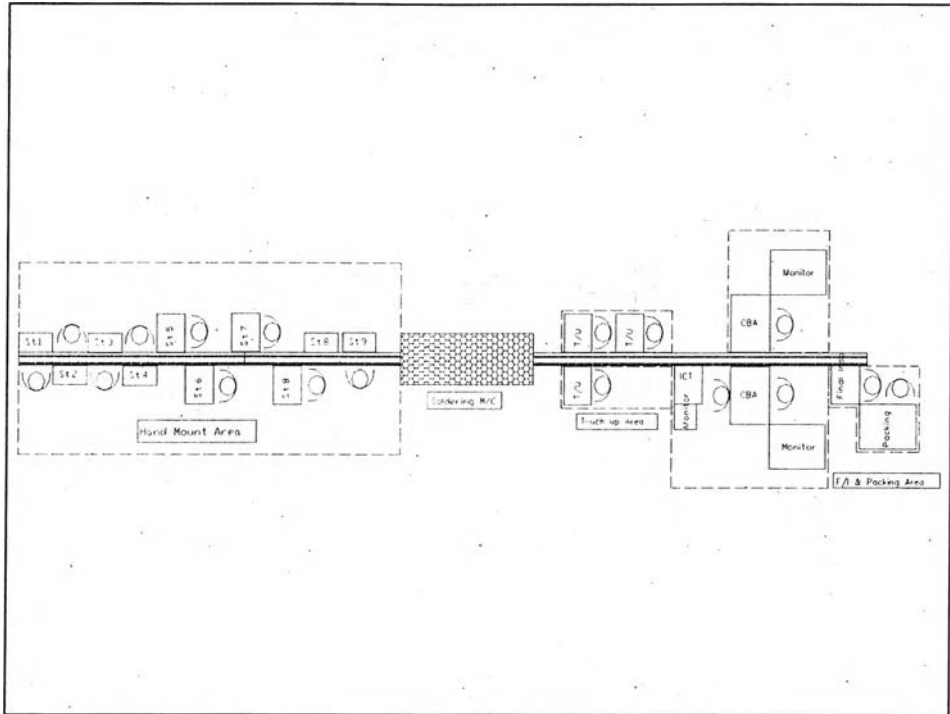 Monitor
CBA
St5
St7
T/U
T/U
St1
St3
St8
St9
St2
St4
St6
St8
T/U
ICT
Monitor
CBA
Final Insp
Soldering M/C
Hand Mount Area
Touch up Area
Monitor
Packing
F/I & Packing Area